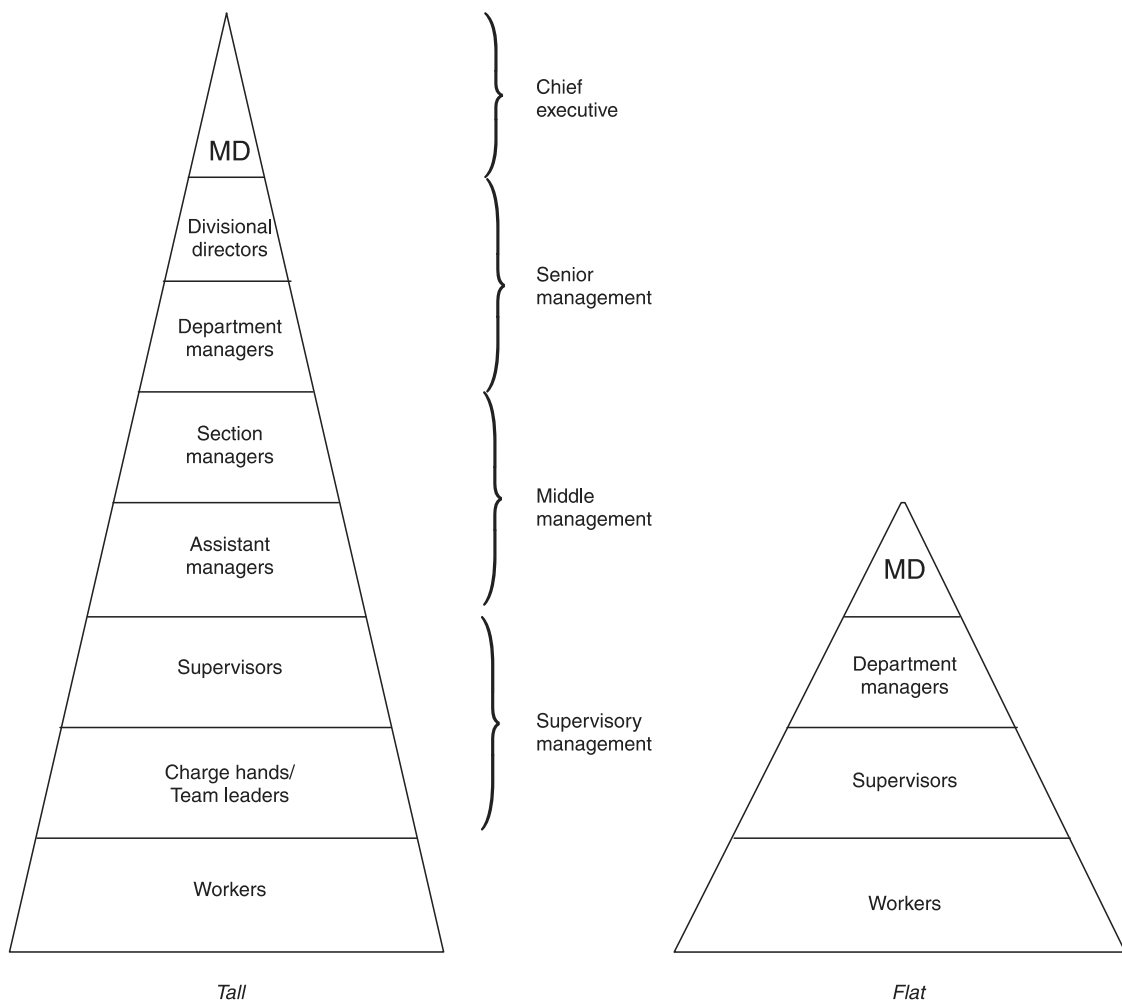 MD
Divisional
directors
Department
managers
Section
managers
Assistant
managers
Supervisors
Charge hands/
Team leaders
Workers
Tall
Chief
executive
Senior
management
Middle
management
Supervisory
management
MD
Department
managers
Supervisors
Workers
Flat